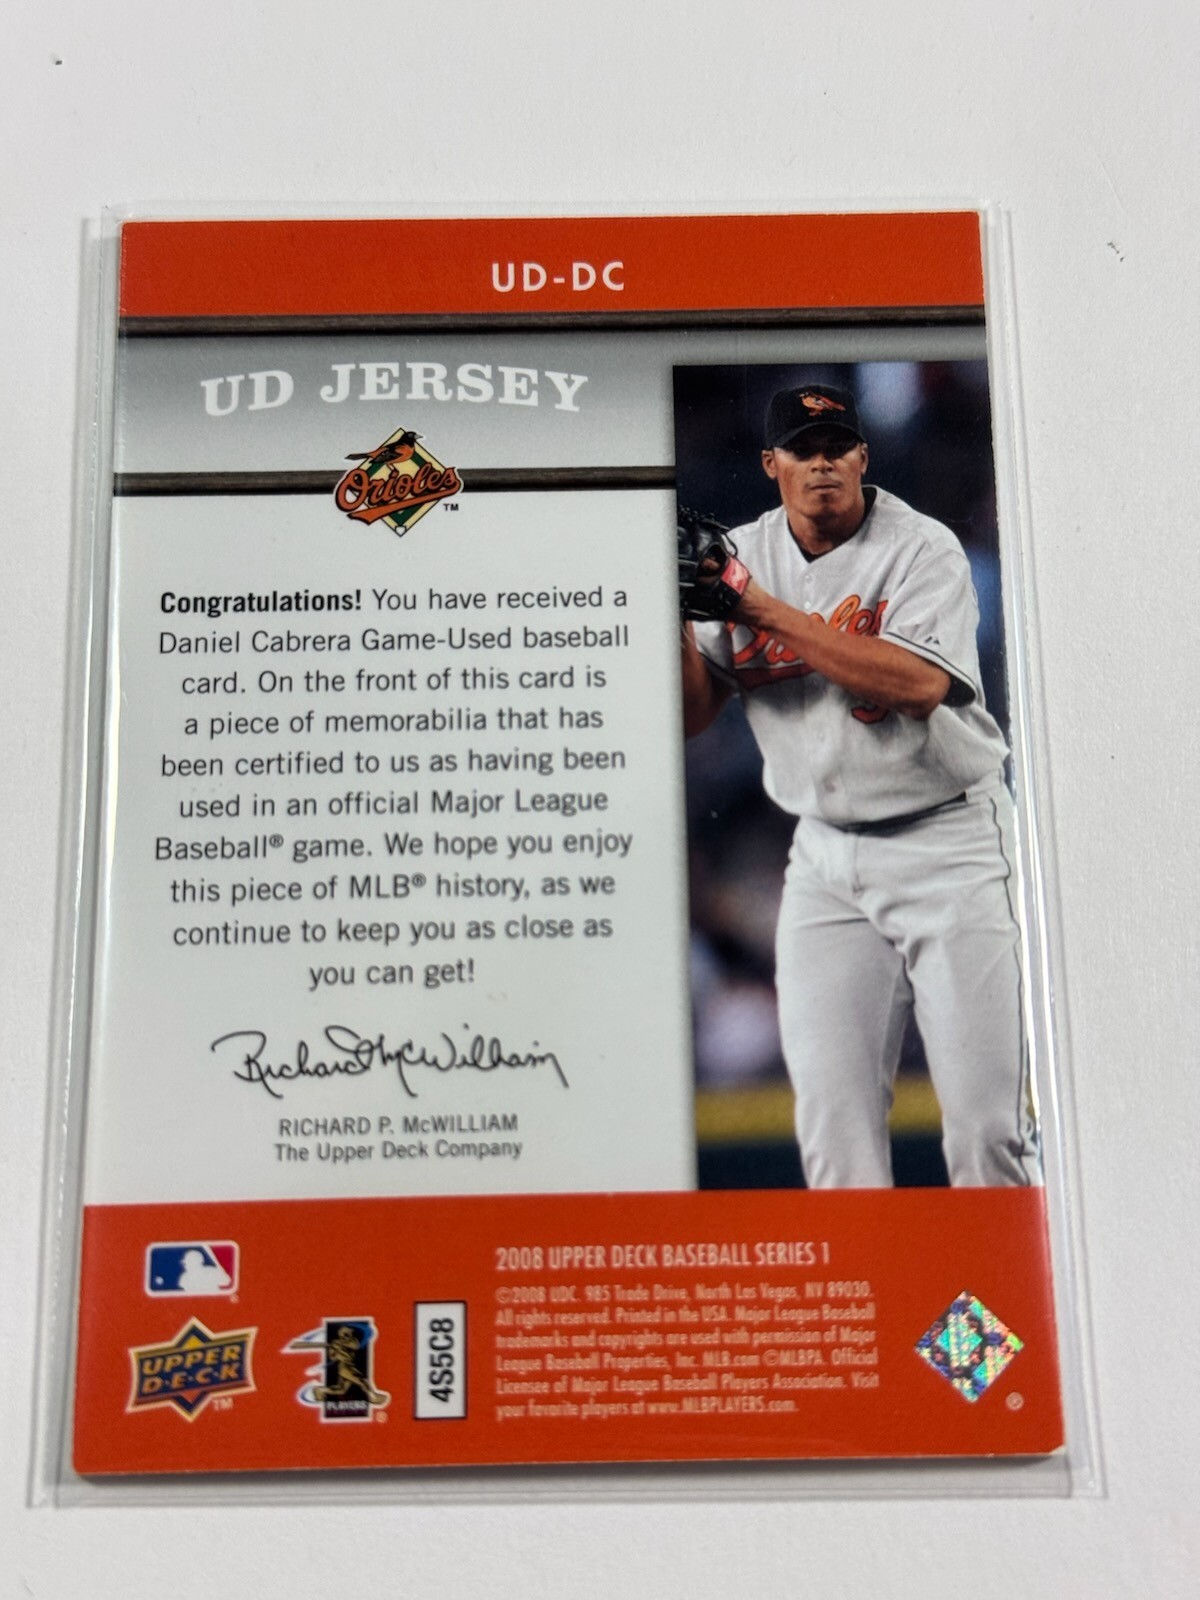 UD-DC
UD JERSEY
Orioles
TM
Congratulations! You have received a
Daniel Cabrera Game-Used baseball
card. On the front of this card is
a piece of memorabilia that has
been certified to us as having been
used in an official Major League
Baseball® game. We hope you enjoy
this piece of MLB® history, as we
continue to keep you as close as
you can get!
Richard P McWilliam
RICHARD P. McWILLIAM
The Upper Deck Company
Orioles
UPPER
D·E·C·K
TM
PLAYERS
®
4S5C8
2008 UPPER DECK BASEBALL SERIES 1
©2008 UDC. 985 Trade Drive, North Las Vegas, NV 89030.
All rights reserved. Printed in the USA. Major League Baseball
trademarks and copyrights are used with permission of Major
League Baseball Properties, Inc. MLB.com ©MLBPA. Official
Licensee of Major League Baseball Players Association. Visit
your favorite players at www.MLBPLAYERS.com.
®